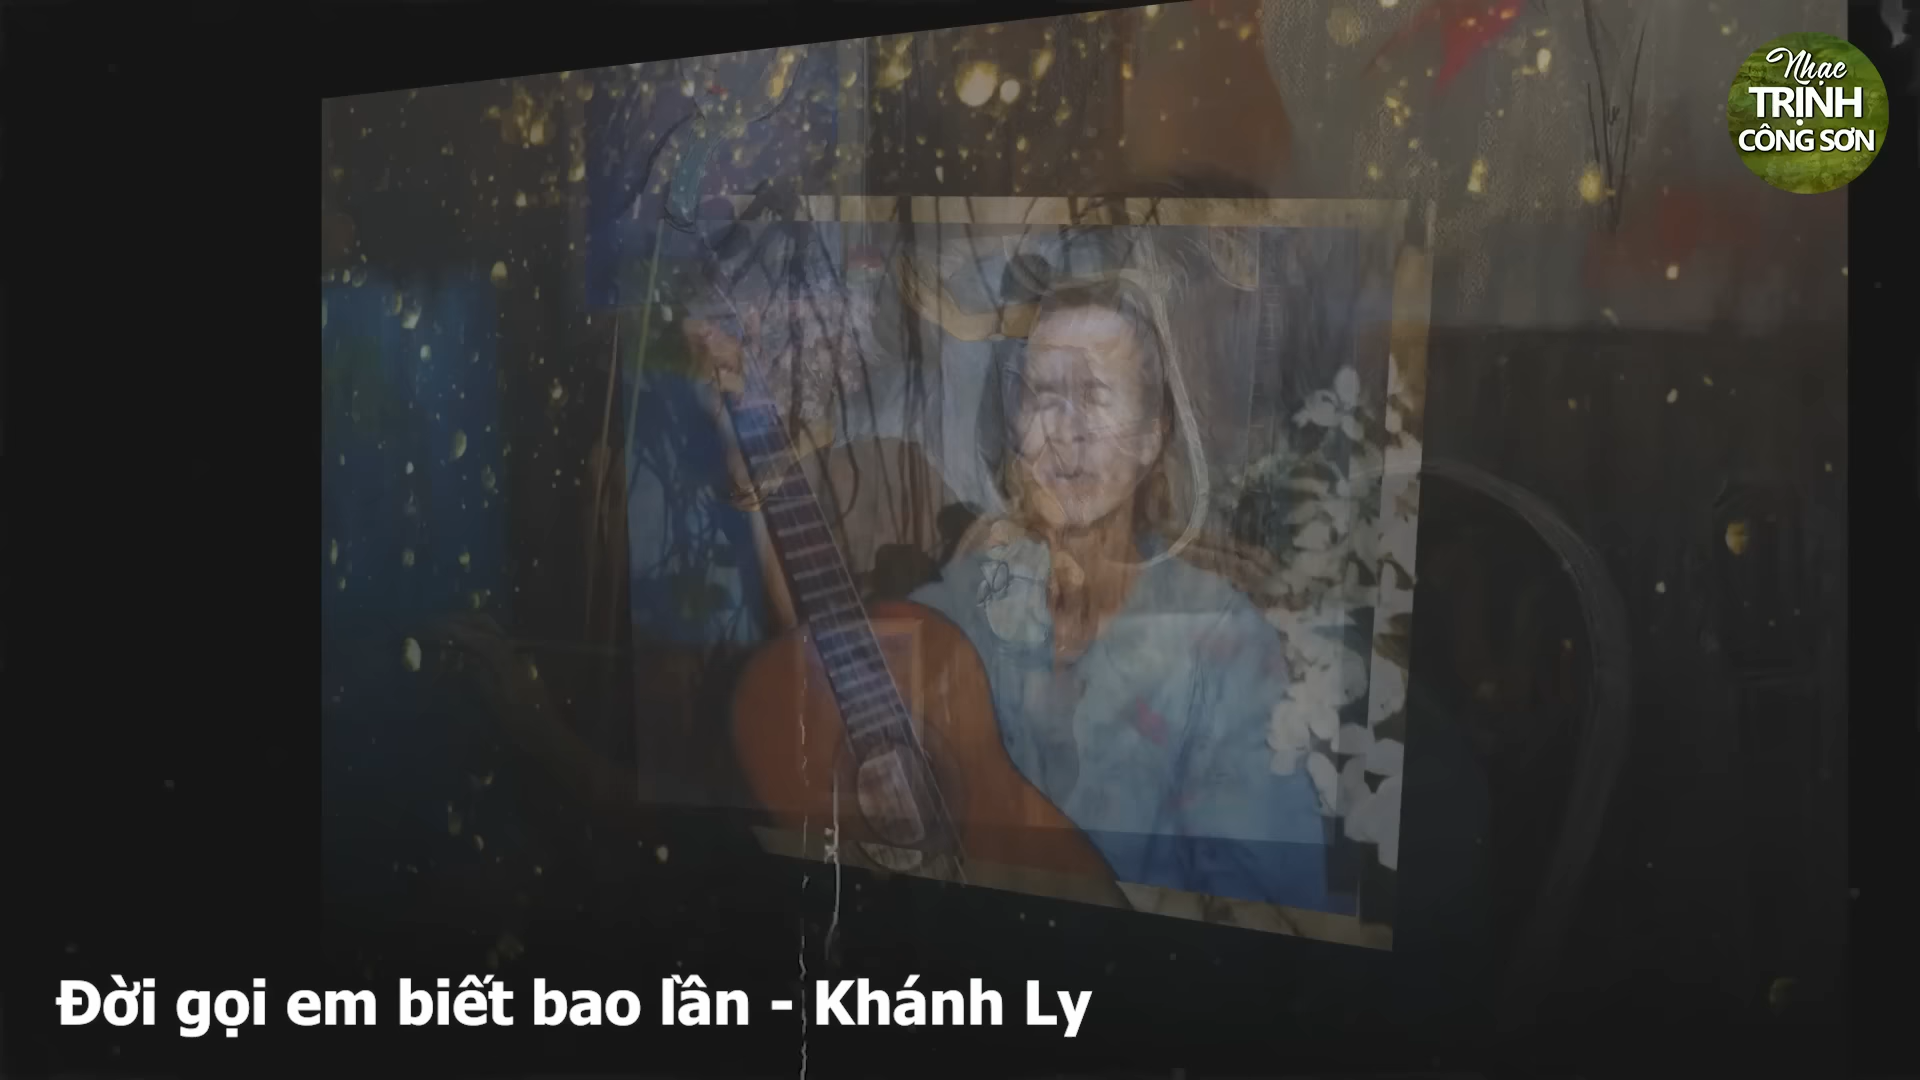 Nhạc
TRỊNH
CÔNG SƠN
Đời gọi em biết bao lần - Khánh Ly